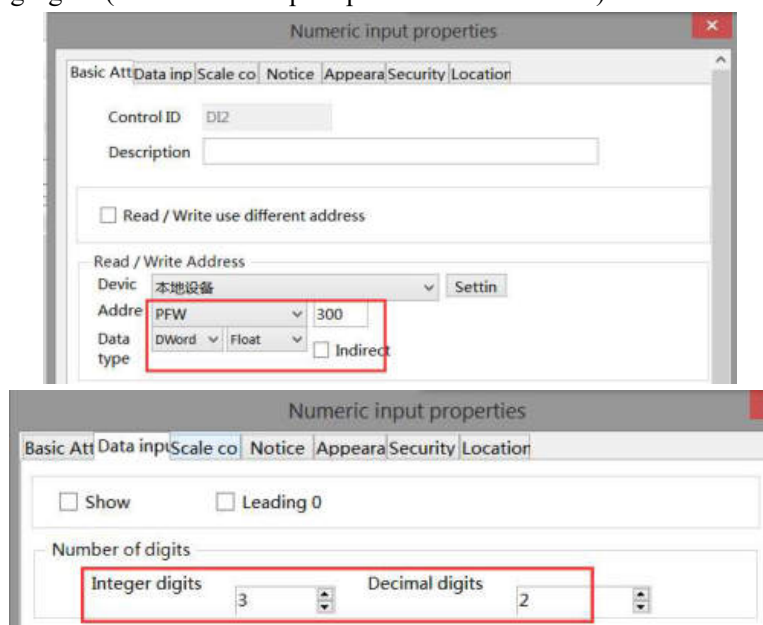 Numeric input properties
Basic Att Data inp Scale co Notice Appeara Security Location
Control ID DI2
Description
Read / Write use different address
Read / Write Address
Devic 本地设备 Settin
Addre PFW 300
Data type DWord Float Indirect
Numeric input properties
Basic Att Data inpu Scale co Notice Appeara Security Location
Show Leading 0
Number of digits
Integer digits 3 Decimal digits 2